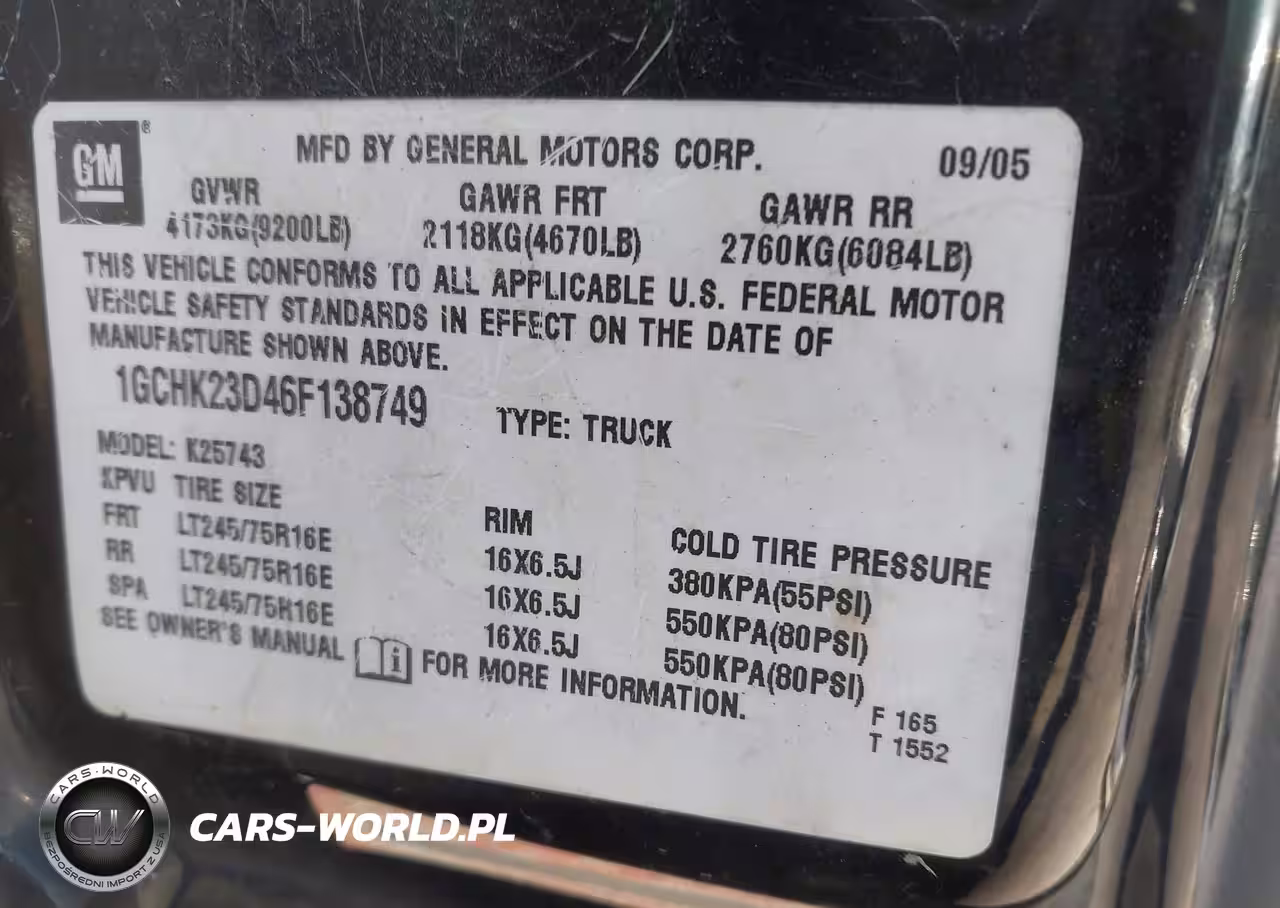 GM ®
MFD BY GENERAL MOTORS CORP. 09/05
GVWR GAWR FRT GAWR RR
4173KG(9200LB) 2118KG(4670LB) 2760KG(6084LB)
THIS VEHICLE CONFORMS TO ALL APPLICABLE U.S. FEDERAL MOTOR
VEHICLE SAFETY STANDARDS IN EFFECT ON THE DATE OF
MANUFACTURE SHOWN ABOVE.
1GCHK23D46F138749 TYPE: TRUCK
MODEL: K25743
XPVU TIRE SIZE RIM COLD TIRE PRESSURE
FRT LT245/75R16E 16X6.5J 380KPA(55PSI)
RR LT245/75R16E 16X6.5J 550KPA(80PSI)
SPA LT245/75R16E 16X6.5J 550KPA(80PSI)
SEE OWNER'S MANUAL i FOR MORE INFORMATION.
F 165
T 1552
CARS-WORLD
CW
BEZPOŚREDNI IMPORT Z USA
CARS-WORLD.PL